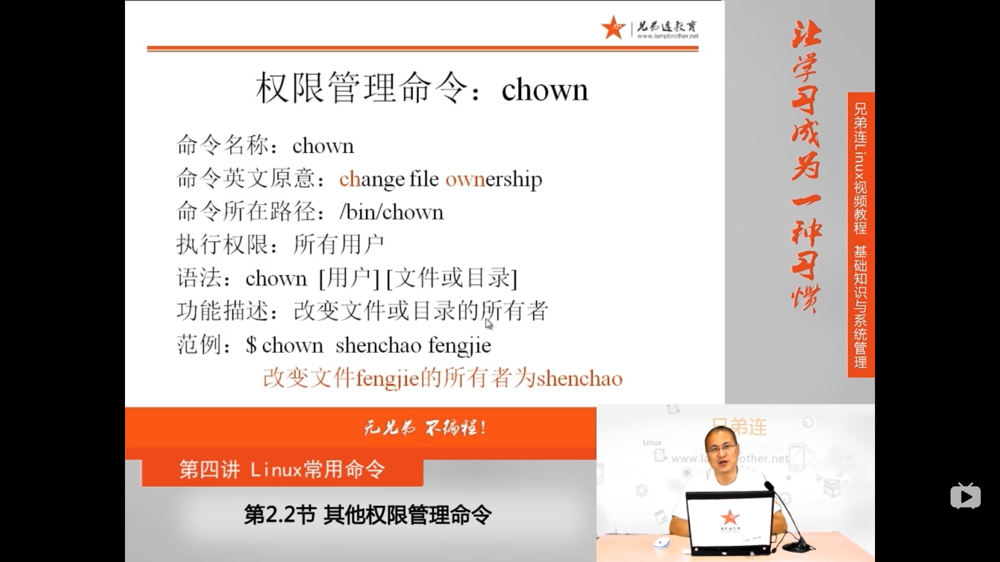 兄弟连教育
www.lampbrother.net
权限管理命令：chown
命令名称：chown
命令英文原意：change file ownership
命令所在路径：/bin/chown
执行权限：所有用户
语法：chown [用户] [文件或目录]
功能描述：改变文件或目录的所有者
范例：$ chown shenchao fengjie
改变文件fengjie的所有者为shenchao
让学习成为一种习惯
兄弟连Linux视频教程 基础知识与系统管理
无兄弟 不编程！
第四讲 Linux常用命令
第2.2节 其他权限管理命令
兄弟连
Linux
兄弟连教育